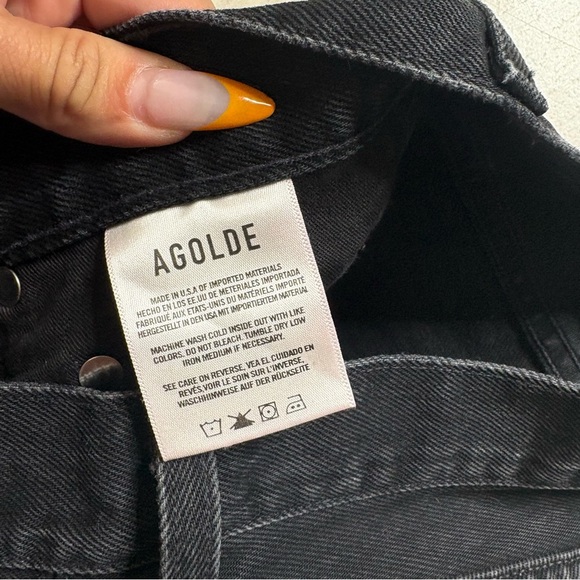 AGOLDE
MADE IN U.S.A OF IMPORTED MATERIALS
HECHO EN LOS EE.UU DE METERIALES IMPORTADA
FABRIQUE AUX ETATS-UNIS DU MATÉRIELS IMPORTÉ
HERGESTELLT IN DEN USA MIT IMPORTIERTEM MATERIAL
MACHINE WASH COLD INSIDE OUT WITH LIKE
COLORS. DO NOT BLEACH. TUMBLE DRY LOW
IRON MEDIUM IF NECESSARY.
SEE CARE ON REVERSE, VEA EL CUIDADO EN
REVÉS, VOIR LE SOIN SUR L'INVERSE,
WASCHHINWEISE AUF DER RÜCKSEITE